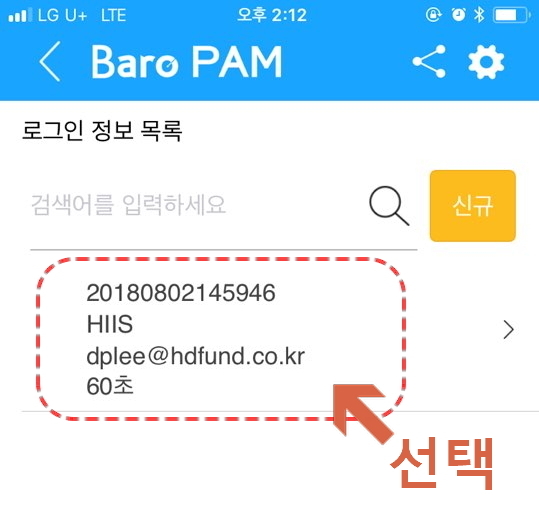 LG U+ LTE 오후 2:12
Baro PAM
로그인 정보 목록
검색어를 입력하세요
신규
20180802145946
HIIS
dplee@hdfund.co.kr
60초
선택